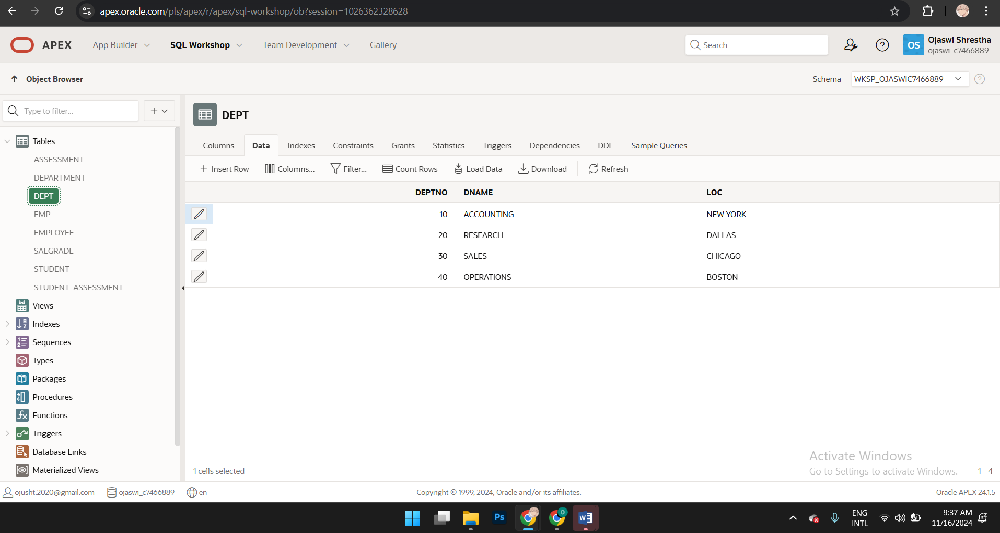 apex.oracle.com/pls/apex/r/apex/sql-workshop/ob?session=1026362328628
APEX App Builder SQL Workshop Team Development Gallery Search ? OS Ojaswi Shrestha
ojaswi_c7466889
Object Browser Schema WKSP_OJASWIC7466889 ?
Type to filter...
DEPT
Tables
ASSESSMENT
DEPARTMENT
DEPT
EMP
EMPLOYEE
SALGRADE
STUDENT
STUDENT_ASSESSMENT
Views
Indexes
Sequences
Types
Packages
Procedures
Functions
Triggers
Database Links
Materialized Views
Columns Data Indexes Constraints Grants Statistics Triggers Dependencies DDL Sample Queries
Insert Row Columns... Filter... Count Rows Load Data Download Refresh
DEPTNO DNAME LOC
10 ACCOUNTING NEW YORK
20 RESEARCH DALLAS
30 SALES CHICAGO
40 OPERATIONS BOSTON
Activate Windows
Go to Settings to activate Windows.
1 cells selected 1 - 4
ojusht.2020@gmail.com ojaswi_c7466889 en Copyright © 1999, 2024, Oracle and/or its affiliates. Oracle APEX 24.1.5
Ps 0 W ENG
INTL
9:37 AM
11/16/2024